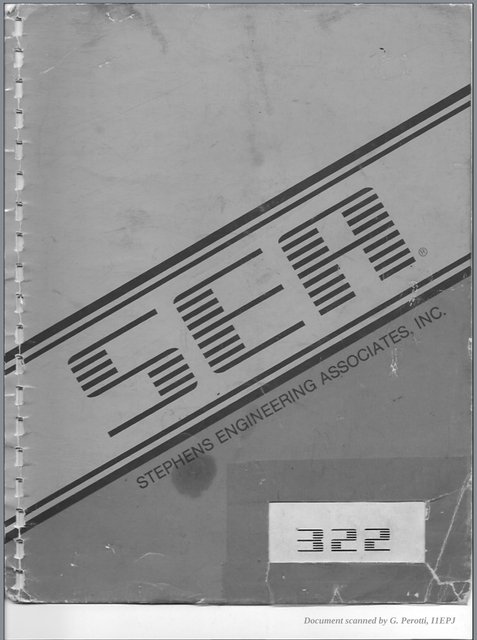 SEA ®
STEPHENS ENGINEERING ASSOCIATES, INC.
322
Document scanned by G. Perotti, I1EPJ